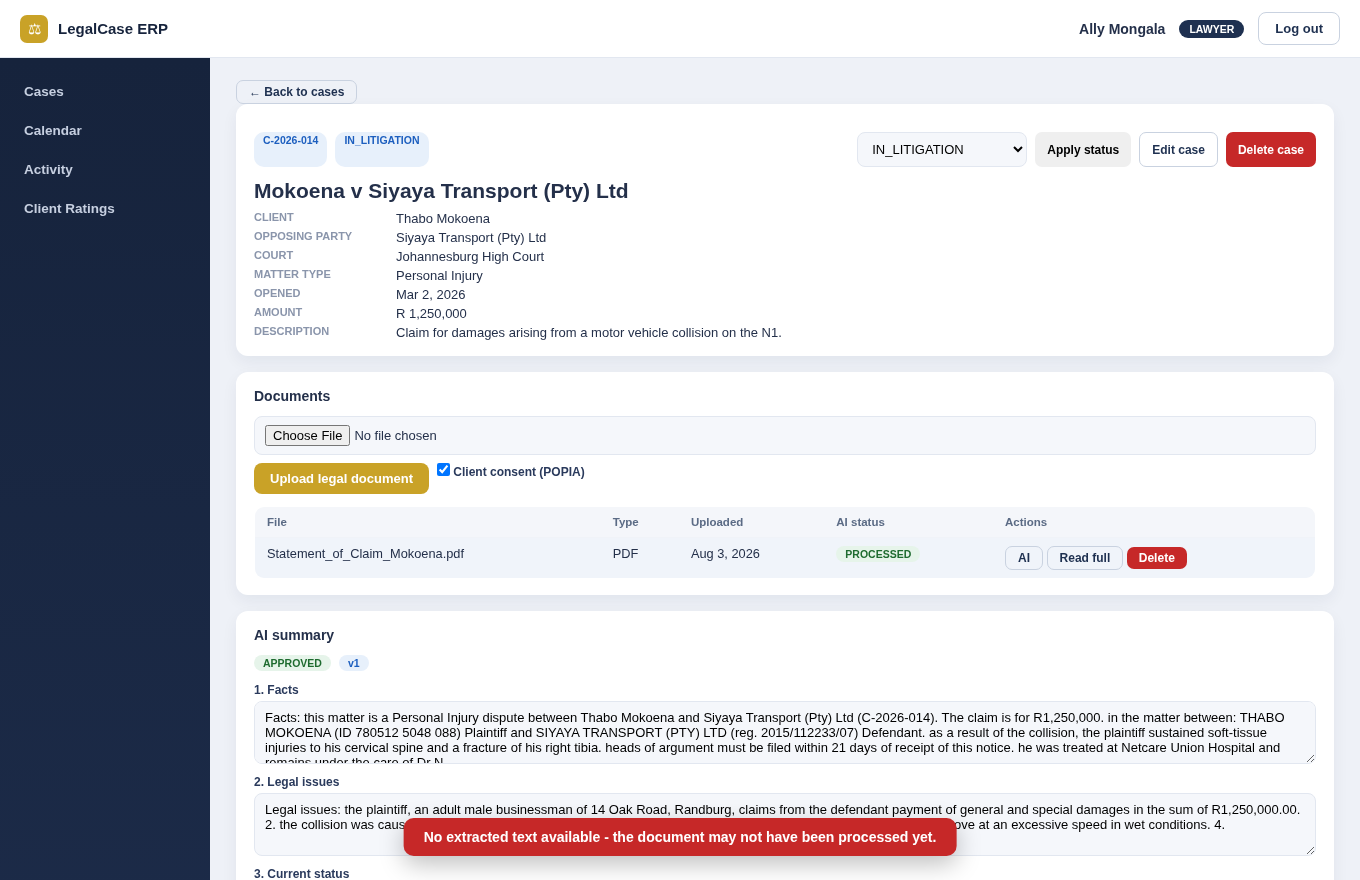 ⚖ LegalCase ERP
Ally Mongala LAWYER Log out
Cases
Calendar
Activity
Client Ratings
← Back to cases
C-2026-014 IN_LITIGATION IN_LITIGATION Apply status Edit case Delete case
Mokoena v Siyaya Transport (Pty) Ltd
CLIENT Thabo Mokoena
OPPOSING PARTY Siyaya Transport (Pty) Ltd
COURT Johannesburg High Court
MATTER TYPE Personal Injury
OPENED Mar 2, 2026
AMOUNT R 1,250,000
DESCRIPTION Claim for damages arising from a motor vehicle collision on the N1.
Documents
Choose File No file chosen
Upload legal document Client consent (POPIA)
File Type Uploaded AI status Actions
Statement_of_Claim_Mokoena.pdf PDF Aug 3, 2026 PROCESSED AI Read full Delete
AI summary
APPROVED v1
1. Facts
Facts: this matter is a Personal Injury dispute between Thabo Mokoena and Siyaya Transport (Pty) Ltd (C-2026-014). The claim is for R1,250,000. in the matter between: THABO
MOKOENA (ID 780512 5048 088) Plaintiff and SIYAYA TRANSPORT (PTY) LTD (reg. 2015/112233/07) Defendant. as a result of the collision, the plaintiff sustained soft-tissue
injuries to his cervical spine and a fracture of his right tibia. heads of argument must be filed within 21 days of receipt of this notice. he was treated at Netcare Union Hospital and
remains under the care of Dr N
2. Legal issues
Legal issues: the plaintiff, an adult male businessman of 14 Oak Road, Randburg, claims from the defendant payment of general and special damages in the sum of R1,250,000.00.
2. the collision was at an excessive speed in wet conditions. 4.
No extracted text available - the document may not have been processed yet.
3. Current status